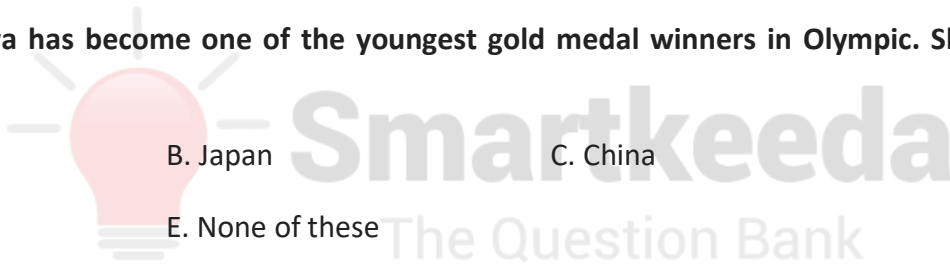 a has become one of the youngest gold medal winners in Olympic. S
B. Japan C. China
E. None of these
Smartkeeda
The Question Bank